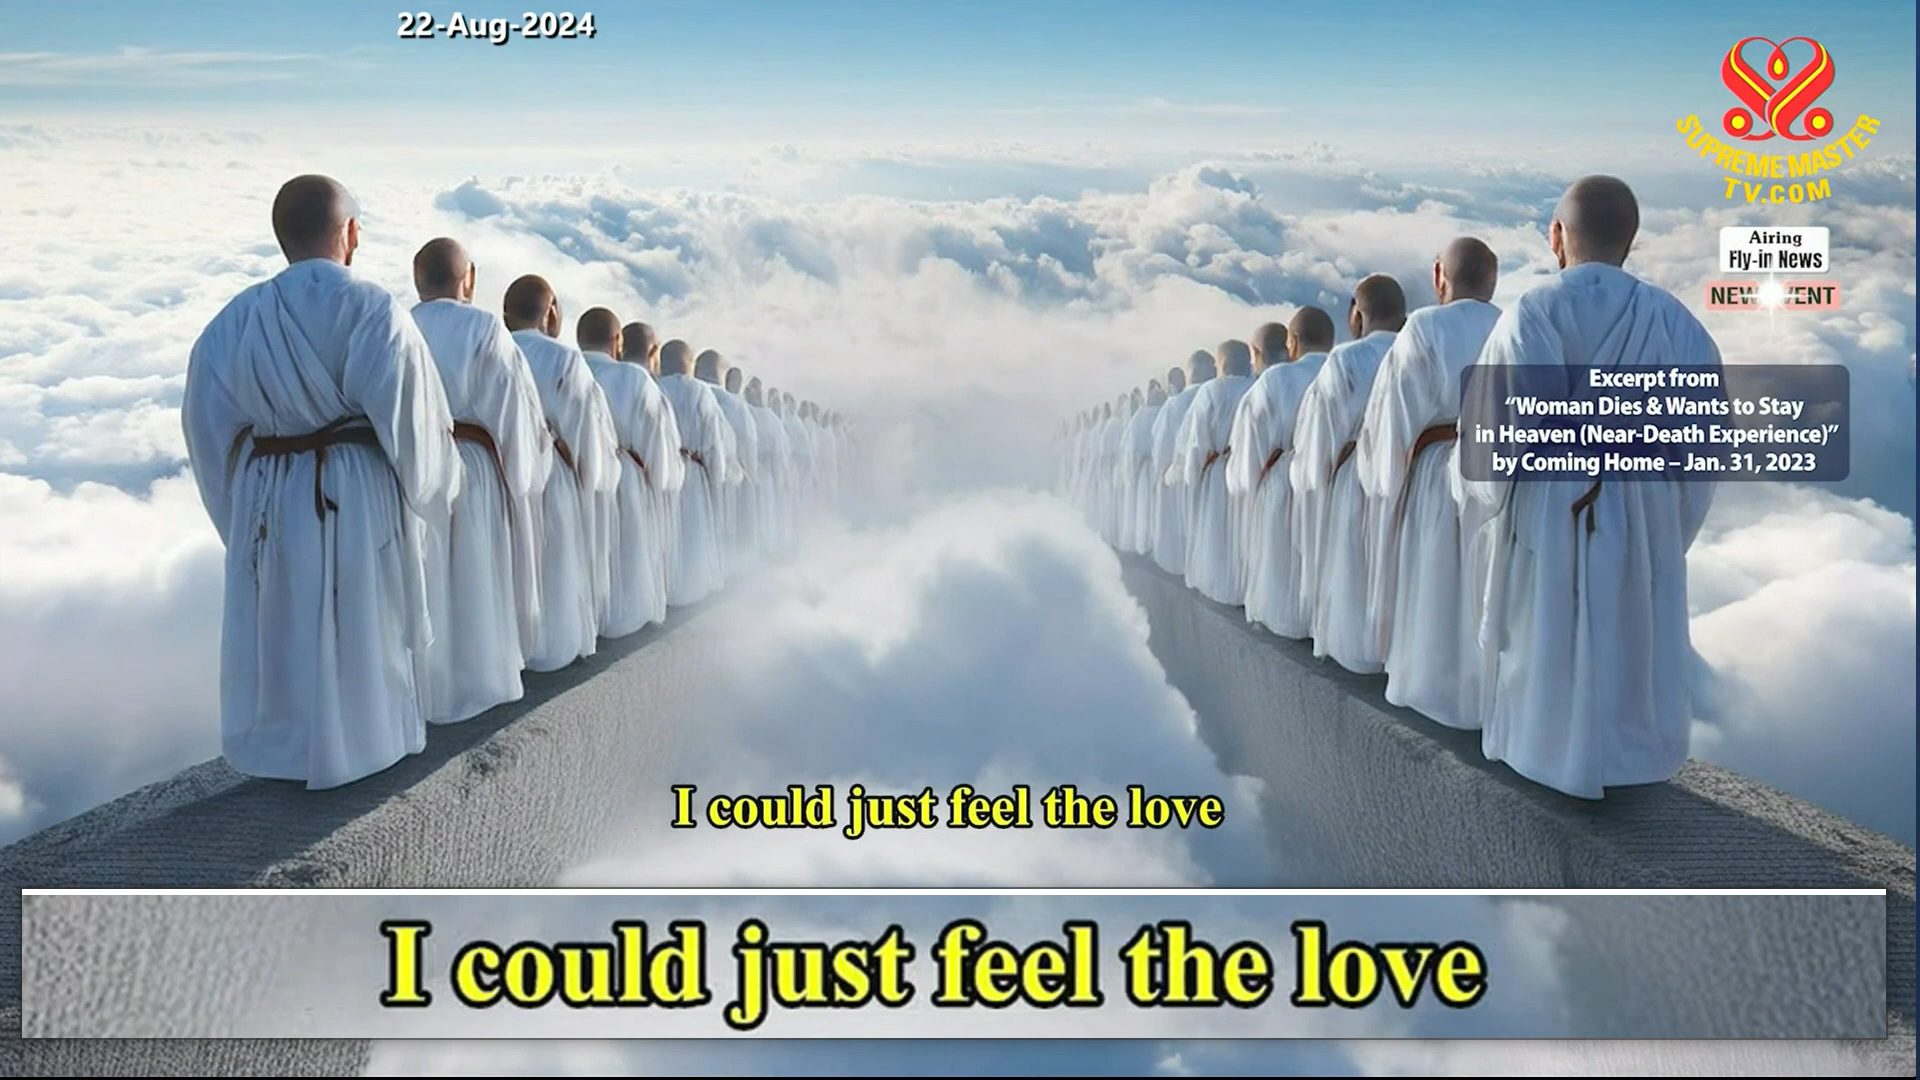 22-Aug-2024
SUPREME MASTER
TV.COM
Airing
Fly-in News
NEW EVENT
Excerpt from
“Woman Dies & Wants to Stay
in Heaven (Near-Death Experience)”
by Coming Home – Jan. 31, 2023
I could just feel the love
I could just feel the love